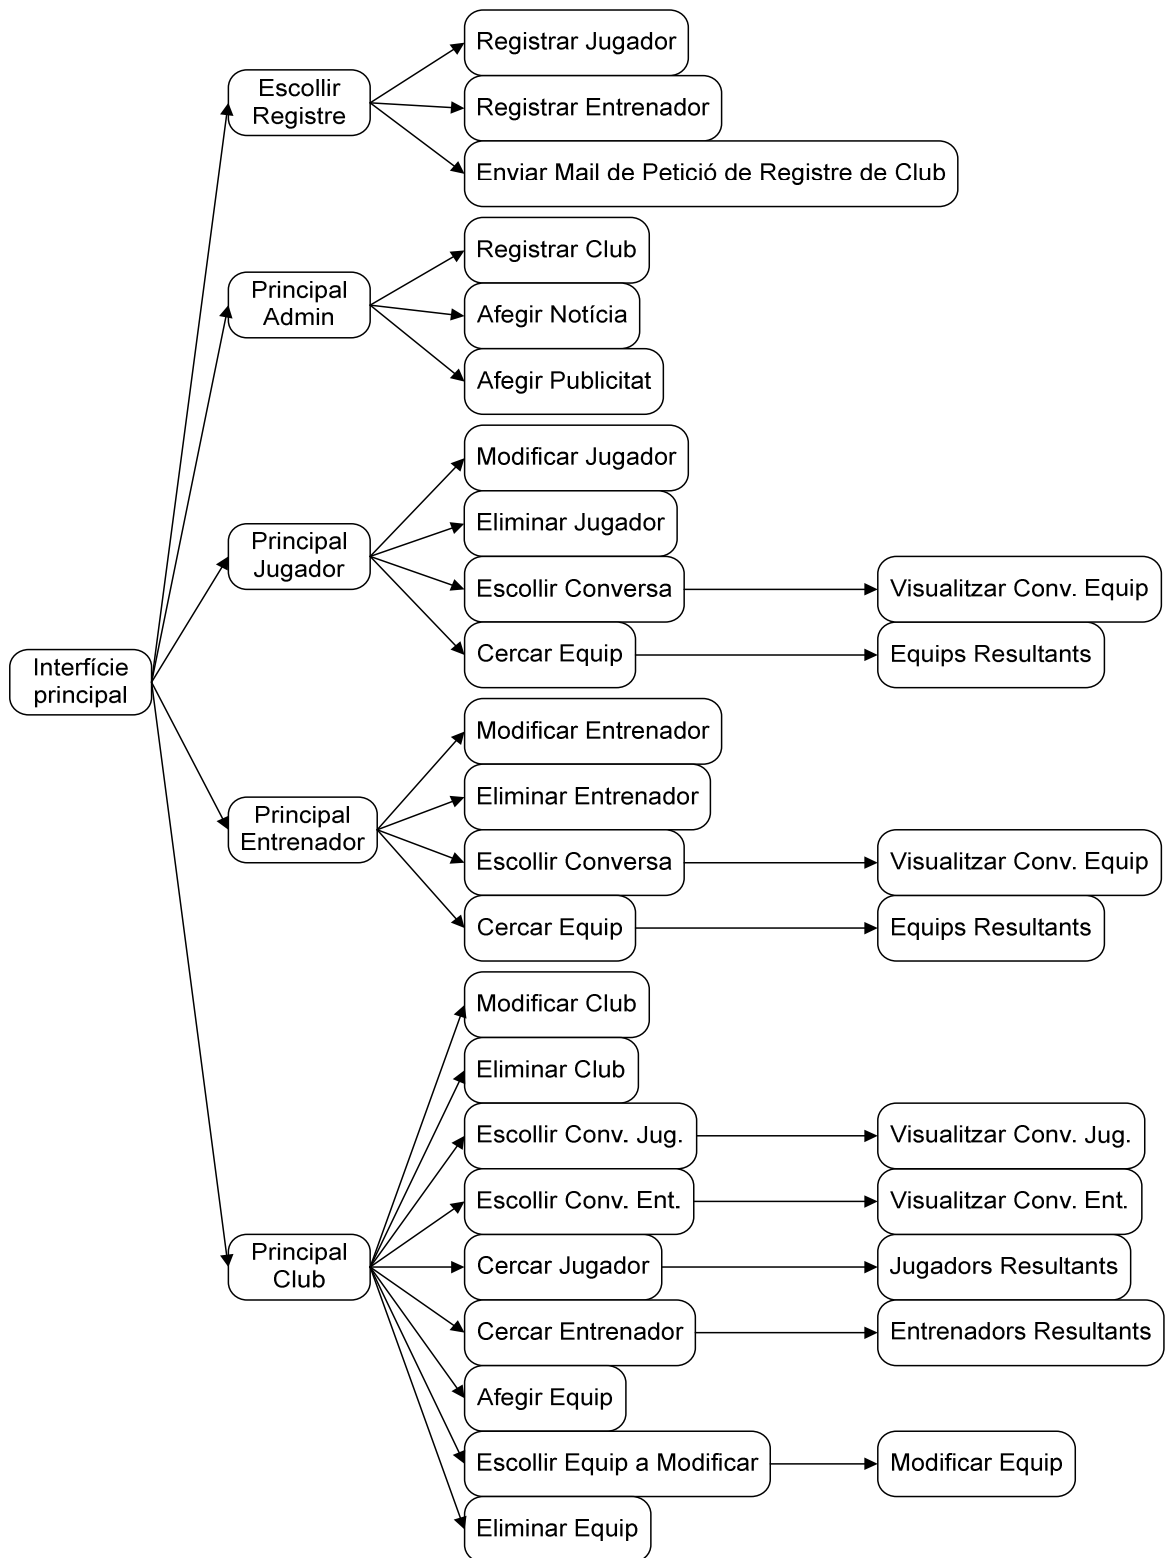 Registrar Jugador
Escollir
Registre
Registrar Entrenador
Enviar Mail de Petició de Registre de Club
Registrar Club
Principal
Admin
Afegir Notícia
Afegir Publicitat
Modificar Jugador
Eliminar Jugador
Principal
Jugador
Escollir Conversa
Visualitzar Conv. Equip
Cercar Equip
Equips Resultants
Interfície
principal
Modificar Entrenador
Eliminar Entrenador
Principal
Entrenador
Escollir Conversa
Visualitzar Conv. Equip
Cercar Equip
Equips Resultants
Modificar Club
Eliminar Club
Escollir Conv. Jug.
Visualitzar Conv. Jug.
Escollir Conv. Ent.
Visualitzar Conv. Ent.
Principal
Club
Cercar Jugador
Jugadors Resultants
Cercar Entrenador
Entrenadors Resultants
Afegir Equip
Escollir Equip a Modificar
Modificar Equip
Eliminar Equip